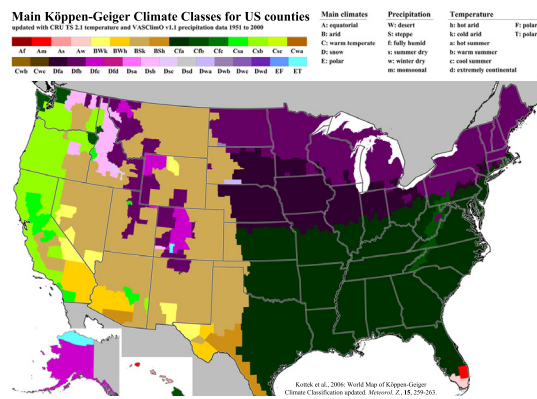 Main Köppen-Geiger Climate Classes for US counties
updated with CRU TS 2.1 temperature and VASClimO v1.1 precipitation data 1951 to 2000
Af Am As Aw BWk BWh BSk BSh Cfa Cfb Cfc Csa Csb Csc Cwa
Cwb Cwc Dfa Dfb Dfc Dfd Dsa Dsb Dsc Dsd Dwa Dwb Dwc Dwd EF ET
Main climates
A: equatorial
B: arid
C: warm temperate
D: snow
E: polar
Precipitation
W: desert
S: steppe
f: fully humid
s: summer dry
w: winter dry
m: monsoonal
Temperature
h: hot arid
k: cold arid
a: hot summer
b: warm summer
c: cool summer
d: extremely continental
F: pola
T: pola
Kottek et al., 2006: World Map of Köppen-Geiger
Climate Classification updated. Meteorol. Z., 15, 259-263.